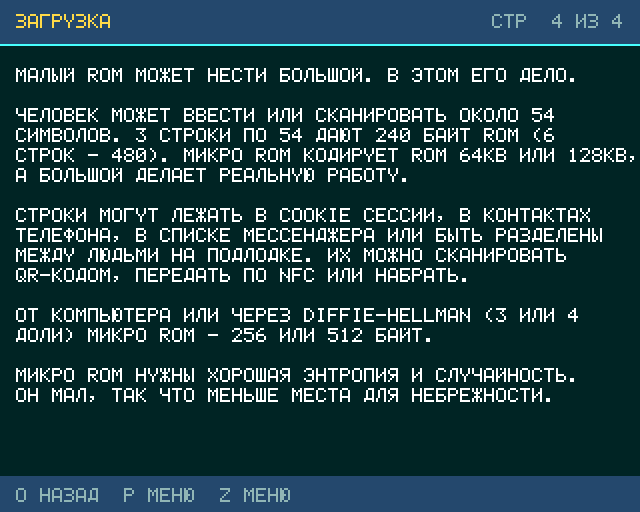 ЗАГРУЗКА СТР 4 ИЗ 4
МАЛЫЙ ROM МОЖЕТ НЕСТИ БОЛЬШОЙ. В ЭТОМ ЕГО ДЕЛО.
ЧЕЛОВЕК МОЖЕТ ВВЕСТИ ИЛИ СКАНИРОВАТЬ ОКОЛО 54
СИМВОЛОВ. 3 СТРОКИ ПО 54 ДАЮТ 240 БАЙТ ROM (6
СТРОК - 480). МИКРО ROM КОДИРУЕТ ROM 64KB ИЛИ 128KB,
А БОЛЬШОЙ ДЕЛАЕТ РЕАЛЬНУЮ РАБОТУ.
СТРОКИ МОГУТ ЛЕЖАТЬ В COOKIE СЕССИИ, В КОНТАКТАХ
ТЕЛЕФОНА, В СПИСКЕ МЕССЕНДЖЕРА ИЛИ БЫТЬ РАЗДЕЛЕНЫ
МЕЖДУ ЛЮДЬМИ НА ПОДЛОДКЕ. ИХ МОЖНО СКАНИРОВАТЬ
QR-КОДОМ, ПЕРЕДАТЬ ПО NFC ИЛИ НАБРАТЬ.
ОТ КОМПЬЮТЕРА ИЛИ ЧЕРЕЗ DIFFIE-HELLMAN (3 ИЛИ 4
ДОЛИ) МИКРО ROM - 256 ИЛИ 512 БАЙТ.
МИКРО ROM НУЖНЫ ХОРОШАЯ ЭНТРОПИЯ И СЛУЧАЙНОСТЬ.
ОН МАЛ, ТАК ЧТО МЕНЬШЕ МЕСТА ДЛЯ НЕБРЕЖНОСТИ.
O НАЗАД P МЕНЮ Z МЕНЮ